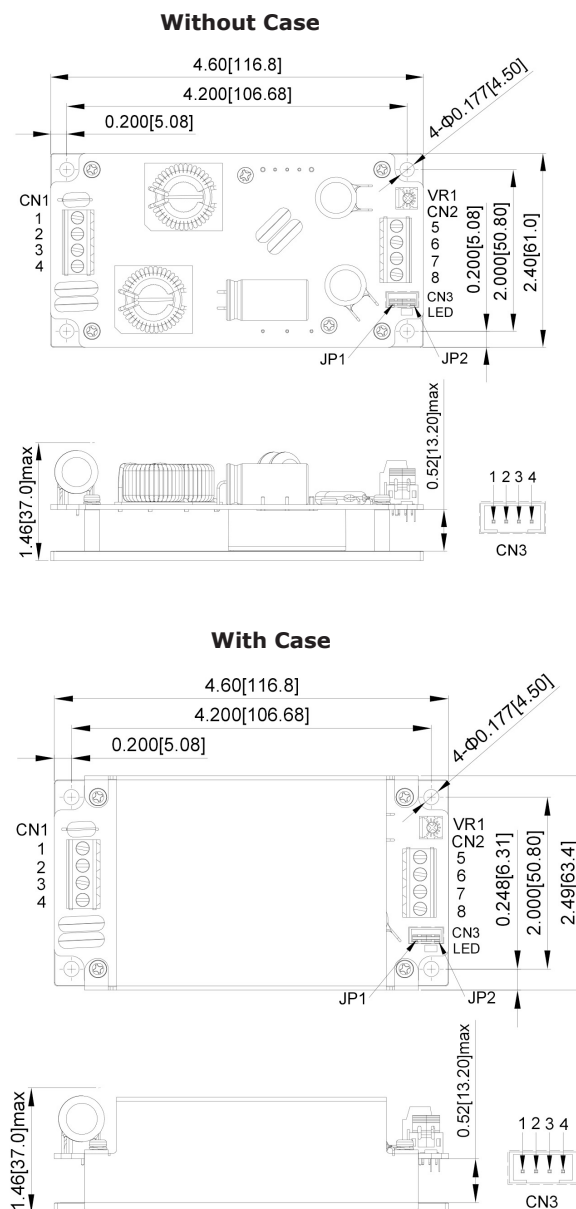 Without Case
4.60[116.8]
4.200[106.68]
0.200[5.08]
4-Φ0.177[4.50]
CN1
1
2
3
4
VR1
CN2
5
6
7
8
CN3
LED
JP1
JP2
0.200[5.08]
2.000[50.80]
2.40[61.0]
1.46[37.0]max
0.52[13.20]max
1 2 3 4
CN3
With Case
4.60[116.8]
4.200[106.68]
0.200[5.08]
4-Φ0.177[4.50]
CN1
1
2
3
4
VR1
CN2
5
6
7
8
CN3
LED
JP1
JP2
0.248[6.31]
2.000[50.80]
2.49[63.4]
1.46[37.0]max
0.52[13.20]max
1 2 3 4
CN3